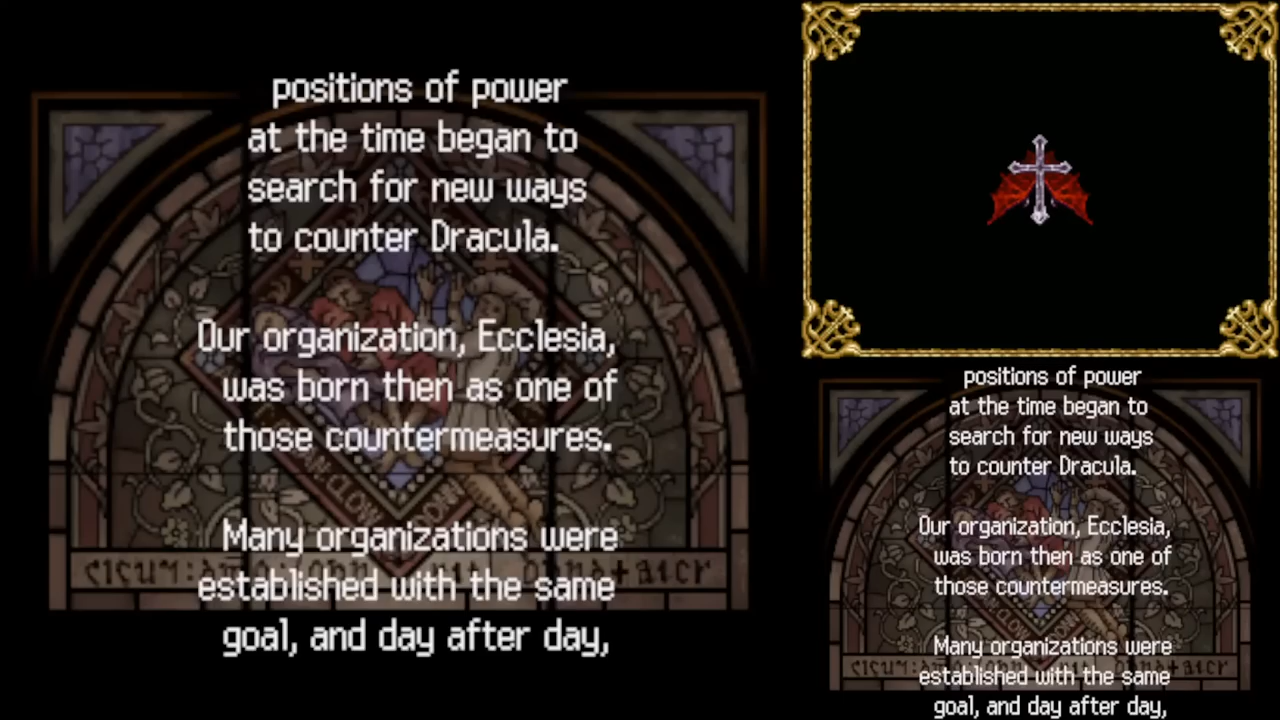 positions of power
at the time began to
search for new ways
to counter Dracula.
Our organization, Ecclesia,
was born then as one of
those countermeasures.
Many organizations were
established with the same
goal, and day after day,
positions of power
at the time began to
search for new ways
to counter Dracula.
Our organization, Ecclesia,
was born then as one of
those countermeasures.
Many organizations were
established with the same
goal, and day after day,